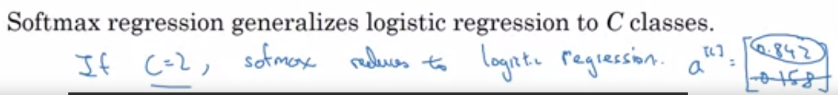 Softmax regression generalizes logistic regression to C classes.
If C=2, softmax reduces to logistic regression. a^[L] = [0.842
0.158]